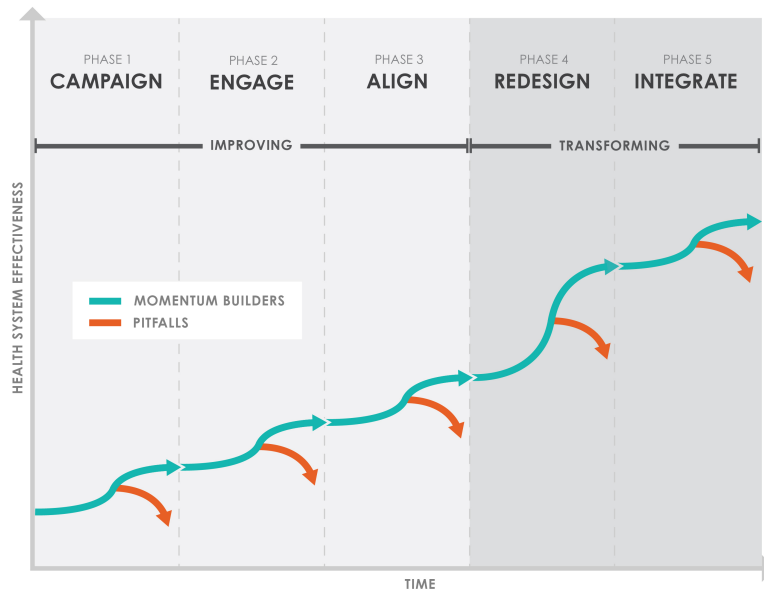 PHASE 1
CAMPAIGN
PHASE 2
ENGAGE
PHASE 3
ALIGN
PHASE 4
REDESIGN
PHASE 5
INTEGRATE
IMPROVING
TRANSFORMING
HEALTH SYSTEM EFFECTIVENESS
MOMENTUM BUILDERS
PITFALLS
TIME